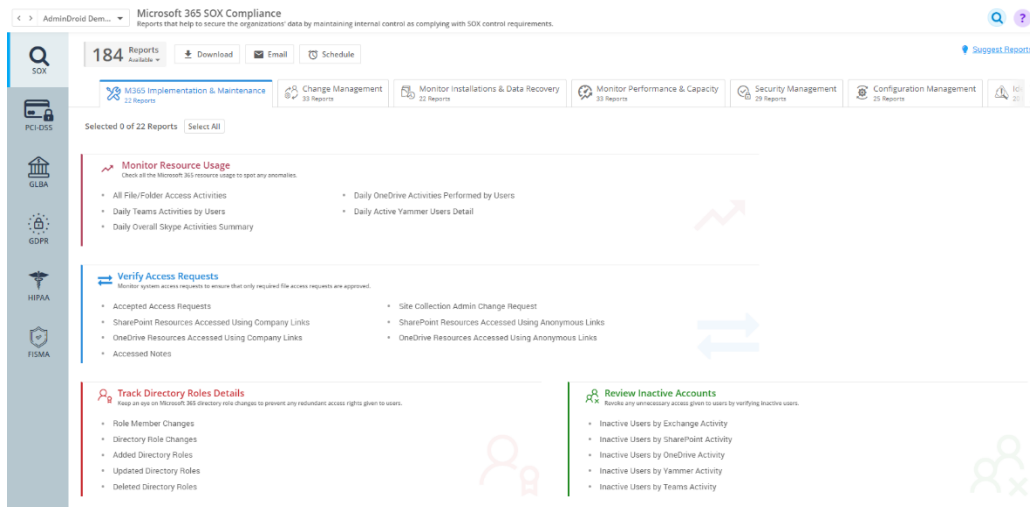 AdminDroid Dem...
Microsoft 365 SOX Compliance
Reports that help to secure the organizations' data by maintaining internal control as complying with SOX control requirements.
?
SOX
PCI-DSS
GLBA
GDPR
HIPAA
FISMA
184 Reports Available
Download
Email
Schedule
Suggest Reports
M365 Implementation & Maintenance
22 Reports
Change Management
33 Reports
Monitor Installations & Data Recovery
22 Reports
Monitor Performance & Capacity
33 Reports
Security Management
29 Reports
Configuration Management
25 Reports
Selected 0 of 22 Reports
Select All
Monitor Resource Usage
Check all the Microsoft 365 resource usage to spot any anomalies.
All File/Folder Access Activities
Daily OneDrive Activities Performed by Users
Daily Teams Activities by Users
Daily Active Yammer Users Detail
Daily Overall Skype Activities Summary
Verify Access Requests
Monitor system access requests to ensure that only required file access requests are approved.
Accepted Access Requests
Site Collection Admin Change Request
SharePoint Resources Accessed Using Company Links
SharePoint Resources Accessed Using Anonymous Links
OneDrive Resources Accessed Using Company Links
OneDrive Resources Accessed Using Anonymous Links
Accessed Notes
Track Directory Roles Details
Keep an eye on Microsoft 365 directory role changes to prevent any redundant access rights given to users.
Role Member Changes
Directory Role Changes
Added Directory Roles
Updated Directory Roles
Deleted Directory Roles
Review Inactive Accounts
Revoke any unnecessary access given to users by verifying inactive users.
Inactive Users by Exchange Activity
Inactive Users by SharePoint Activity
Inactive Users by OneDrive Activity
Inactive Users by Yammer Activity
Inactive Users by Teams Activity